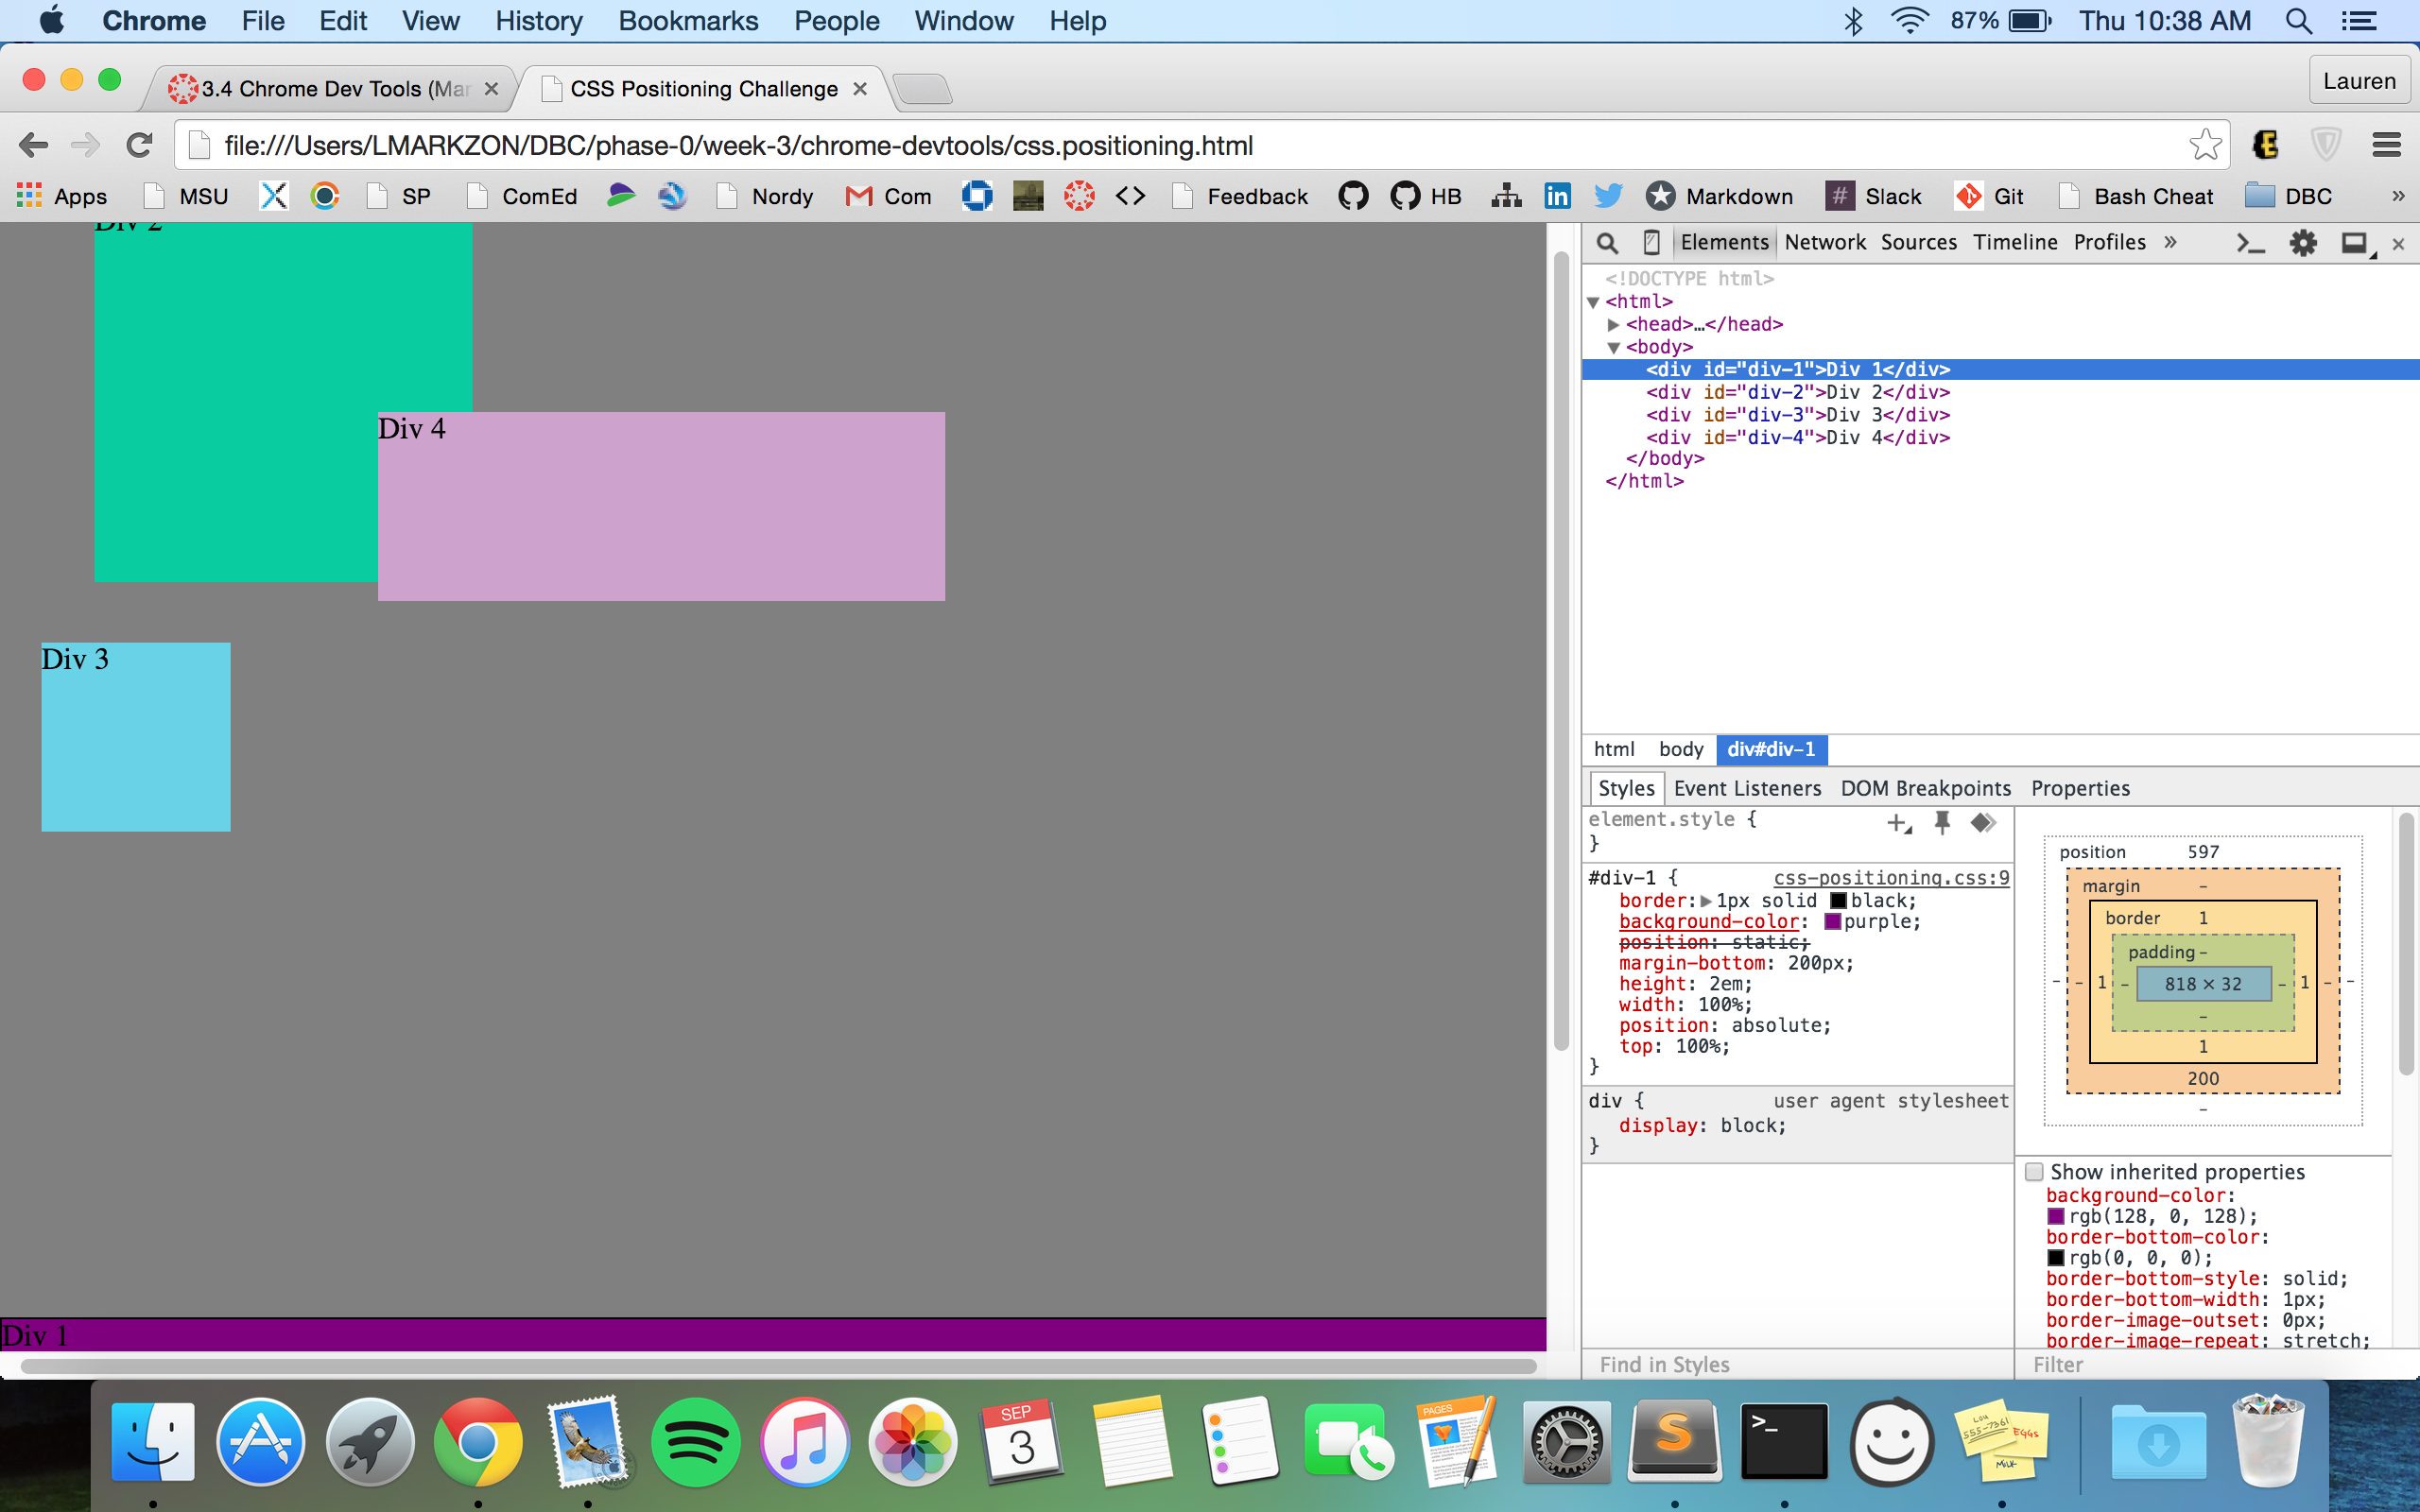 Chrome File Edit View History Bookmarks People Window Help 87% Thu 10:38 AM
3.4 Chrome Dev Tools (Mar CSS Positioning Challenge Lauren
file:///Users/LMARKZON/DBC/phase-0/week-3/chrome-devtools/css.positioning.html
Apps MSU SP ComEd Nordy Com Feedback HB Markdown Slack Git Bash Cheat DBC »
Div 2
Div 4
Div 3
Div 1
Elements Network Sources Timeline Profiles »
<!DOCTYPE html>
<html>
<head>…</head>
<body>
<div id="div-1">Div 1</div>
<div id="div-2">Div 2</div>
<div id="div-3">Div 3</div>
<div id="div-4">Div 4</div>
</body>
</html>
html body div#div-1
Styles Event Listeners DOM Breakpoints Properties
element.style {
}
#div-1 { css-positioning.css:9
border: 1px solid black;
background-color: purple;
position: static;
margin-bottom: 200px;
height: 2em;
width: 100%;
position: absolute;
top: 100%;
}
div { user agent stylesheet
display: block;
}
Find in Styles
position 597
margin -
border 1
padding -
- - 1 - 818 × 32 - 1 - -
-
1
200
-
Show inherited properties
background-color:
rgb(128, 0, 128);
border-bottom-color:
rgb(0, 0, 0);
border-bottom-style: solid;
border-bottom-width: 1px;
border-image-outset: 0px;
border-image-repeat: stretch;
Filter
SEP
3
PAGES
S
>_
Lou
555-7361
EGGS
MILK